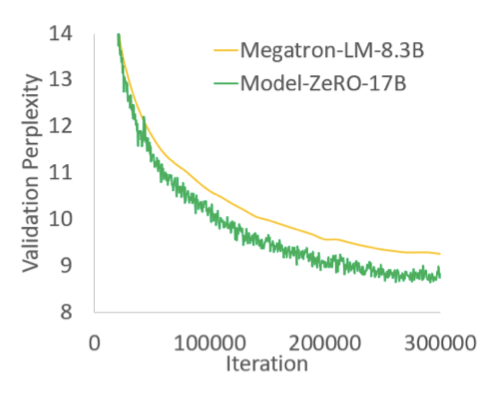 14
13
12
11
10
9
8
Validation Perplexity
Megatron-LM-8.3B
Model-ZeRO-17B
0 100000 200000 300000
Iteration